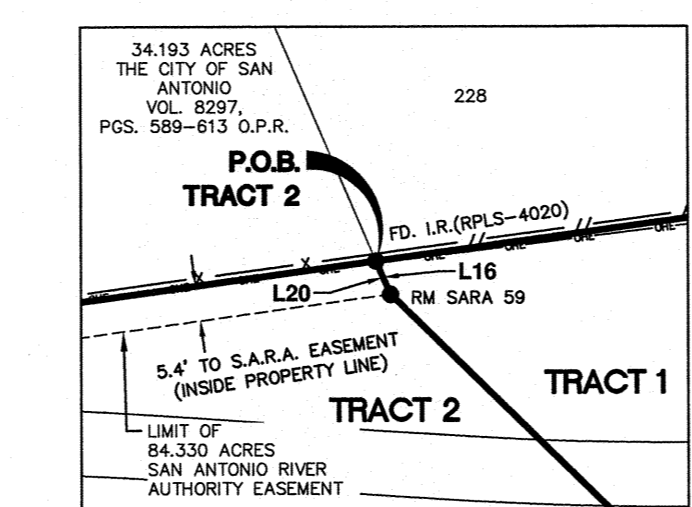 34.193 ACRES
THE CITY OF SAN
ANTONIO
VOL. 8297,
PGS. 589-613 O.P.R.
228
P.O.B.
TRACT 2
FD. I.R.(RPLS-4020)
L20
L16
RM SARA 59
5.4' TO S.A.R.A. EASEMENT
(INSIDE PROPERTY LINE)
TRACT 1
TRACT 2
LIMIT OF
84.330 ACRES
SAN ANTONIO RIVER
AUTHORITY EASEMENT